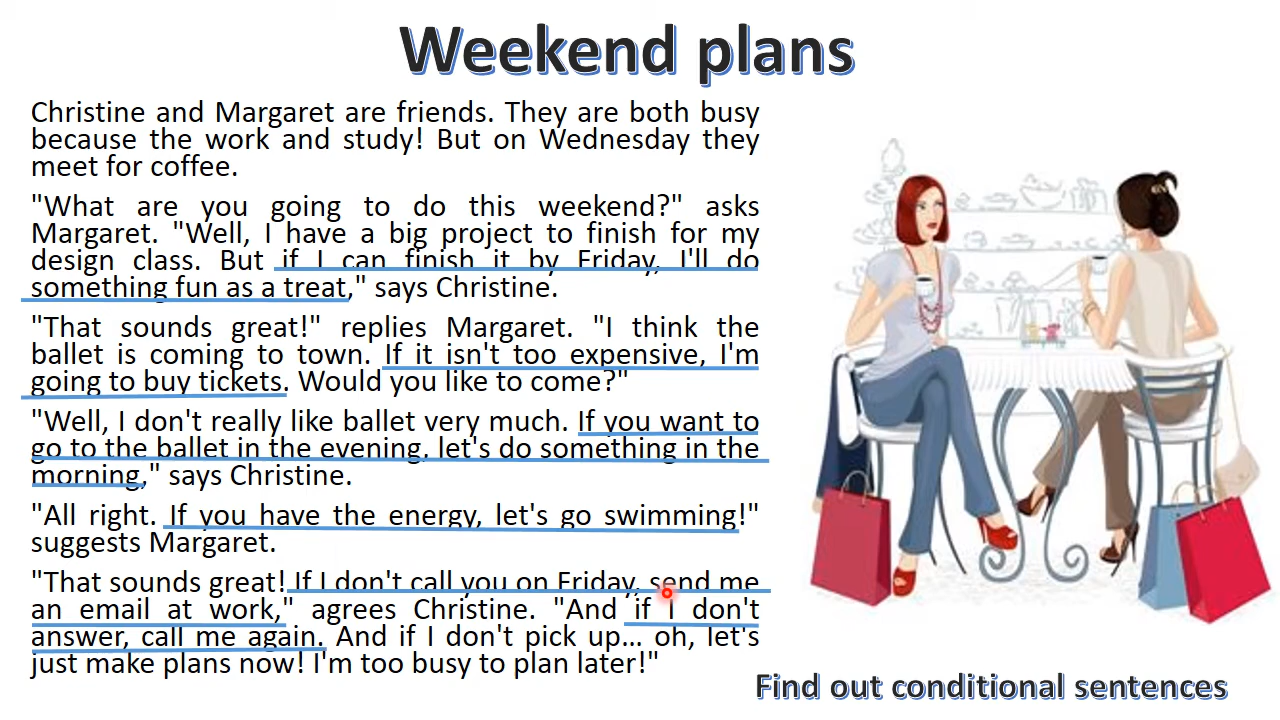 Weekend plans
Christine and Margaret are friends. They are both busy
because the work and study! But on Wednesday they
meet for coffee.
"What are you going to do this weekend?" asks
Margaret. "Well, I have a big project to finish for my
design class. But if I can finish it by Friday, I'll do
something fun as a treat," says Christine.
"That sounds great!" replies Margaret. "I think the
ballet is coming to town. If it isn't too expensive, I'm
going to buy tickets. Would you like to come?"
"Well, I don't really like ballet very much. If you want to
go to the ballet in the evening, let's do something in the
morning," says Christine.
"All right. If you have the energy, let's go swimming!"
suggests Margaret.
"That sounds great! If I don't call you on Friday, send me
an email at work," agrees Christine. "And if I don't
answer, call me again. And if I don't pick up... oh, let's
just make plans now! I'm too busy to plan later!"
Find out conditional sentences